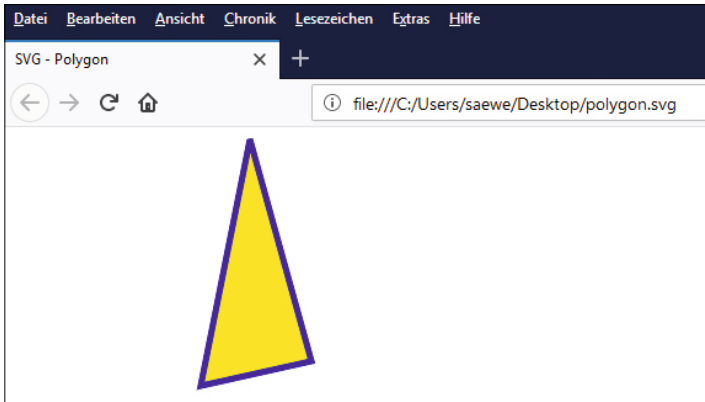 Datei Bearbeiten Ansicht Chronik Lesezeichen Extras Hilfe
SVG - Polygon
file:///C:/Users/saewe/Desktop/polygon.svg